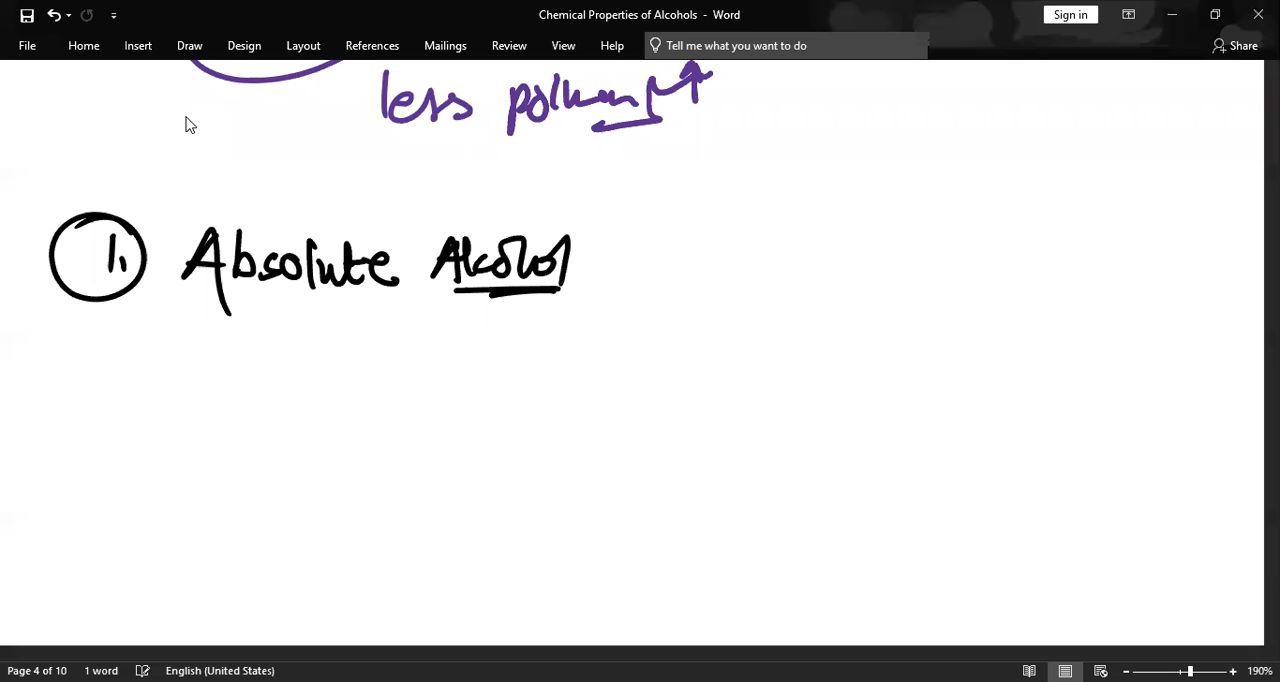 Chemical Properties of Alcohols - Word
Sign in
File Home Insert Draw Design Layout References Mailings Review View Help Tell me what you want to do Share
less
1. Absolute Alcohol
Page 4 of 10 1 word English (United States) 190%